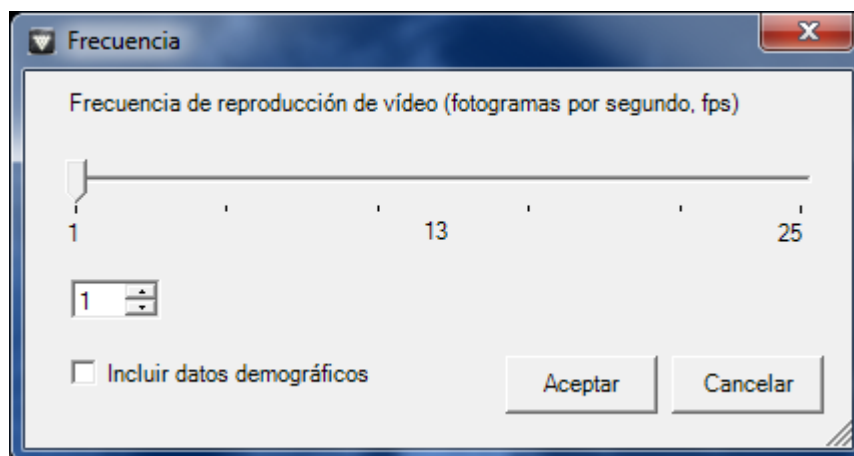 Frecuencia
Frecuencia de reproducción de vídeo (fotogramas por segundo, fps)
1 13 25
1
Incluir datos demográficos
Aceptar Cancelar